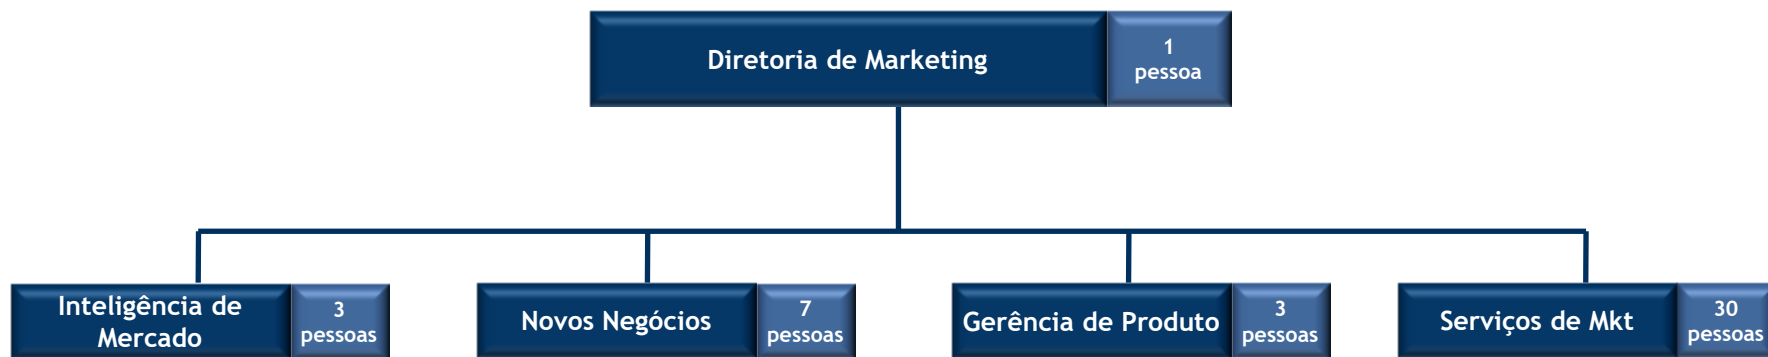 Diretoria de Marketing
1
pessoa
Inteligência de
Mercado
3
pessoas
Novos Negócios
7
pessoas
Gerência de Produto
3
pessoas
Serviços de Mkt
30
pessoas